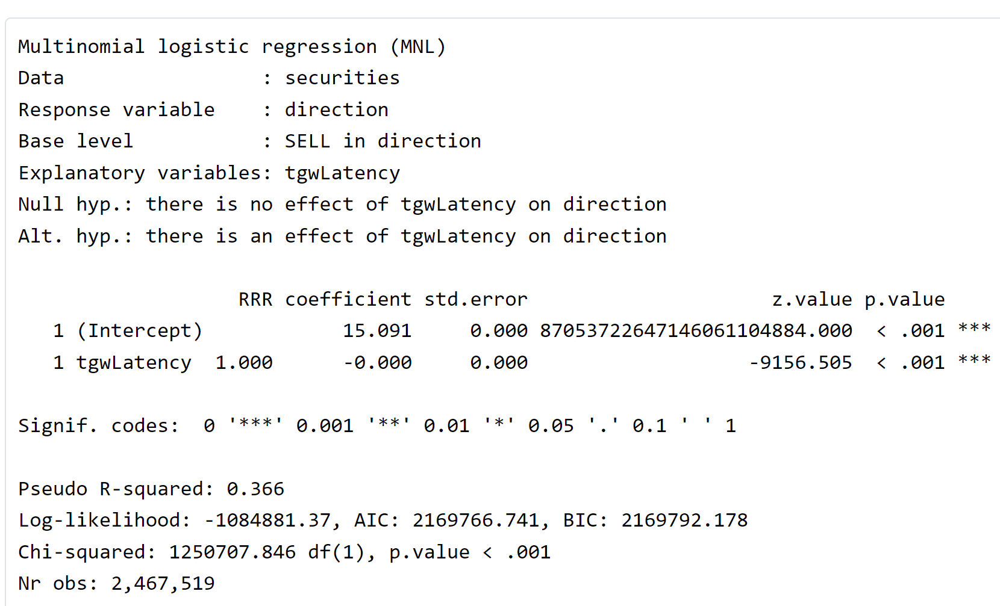 Multinomial logistic regression (MNL)
Data                 : securities
Response variable    : direction
Base level           : SELL in direction
Explanatory variables: tgwLatency
Null hyp.: there is no effect of tgwLatency on direction
Alt. hyp.: there is an effect of tgwLatency on direction

                   RRR coefficient std.error                     z.value p.value
   1 (Intercept)            15.091     0.000 87053722647146061104884.000  < .001 ***
   1 tgwLatency  1.000      -0.000     0.000                   -9156.505  < .001 ***

Signif. codes:  0 '***' 0.001 '**' 0.01 '*' 0.05 '.' 0.1 ' ' 1

Pseudo R-squared: 0.366
Log-likelihood: -1084881.37, AIC: 2169766.741, BIC: 2169792.178
Chi-squared: 1250707.846 df(1), p.value < .001
Nr obs: 2,467,519